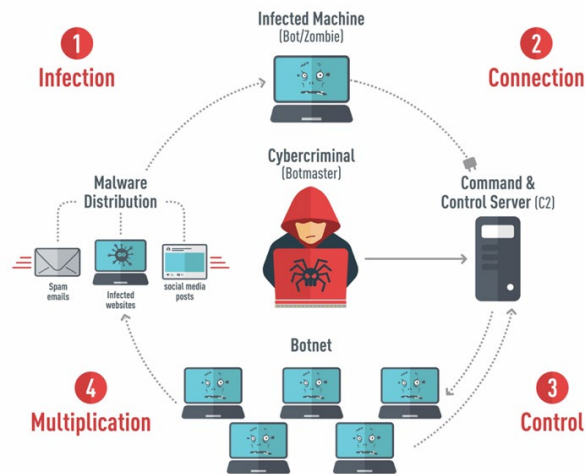 1
Infection
Infected Machine
(Bot/Zombie)
2
Connection
Malware
Distribution
Spam
emails
Infected
websites
social media
posts
Cybercriminal
(Botmaster)
Command &
Control Server (C2)
Botnet
4
Multiplication
3
Control